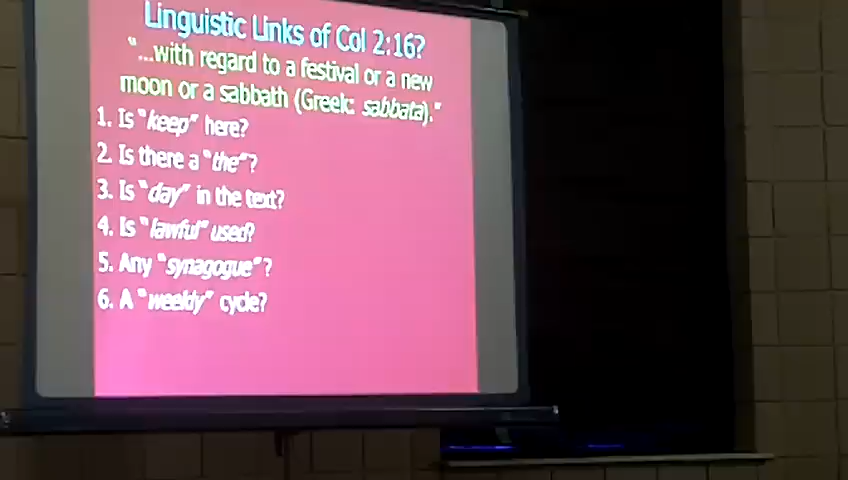 Linguistic Links of Col 2:16?
"...with regard to a festival or a new
moon or a sabbath (Greek: sabbata)."
1. Is "keep" here?
2. Is there a "the"?
3. Is "day" in the text?
4. Is "lawful" used?
5. Any "synagogue"?
6. A "weekly" cycle?